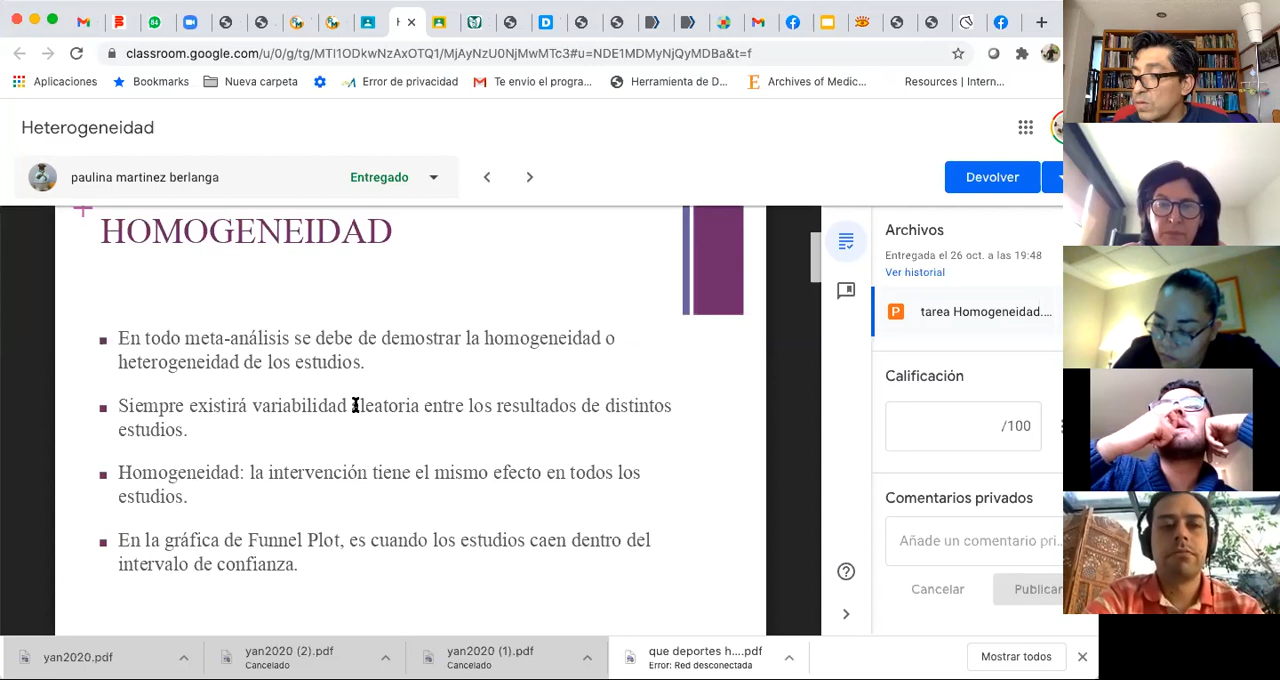 84
classroom.google.com/u/0/g/tg/MTI1ODkwNzAxOTQ1/MjAyNzU0NjMwMTc3#u=NDE1MDMyNjQyMDBa&t=f
Aplicaciones
Bookmarks
Nueva carpeta
Error de privacidad
Te envio el progra...
Herramienta de D...
Archives of Medic...
Resources | Intern...
Heterogeneidad
paulina martinez berlanga
Entregado
Devolver
HOMOGENEIDAD
En todo meta-análisis se debe de demostrar la homogeneidad o
heterogeneidad de los estudios.
Siempre existirá variabilidad aleatoria entre los resultados de distintos
estudios.
Homogeneidad: la intervención tiene el mismo efecto en todos los
estudios.
En la gráfica de Funnel Plot, es cuando los estudios caen dentro del
intervalo de confianza.
Archivos
Entregada el 26 oct. a las 19:48
Ver historial
tarea Homogeneidad....
Calificación
/100
Comentarios privados
Añade un comentario pri...
Cancelar
Publicar
yan2020.pdf
yan2020 (2).pdf
Cancelado
yan2020 (1).pdf
Cancelado
que deportes h....pdf
Error: Red desconectada
Mostrar todos